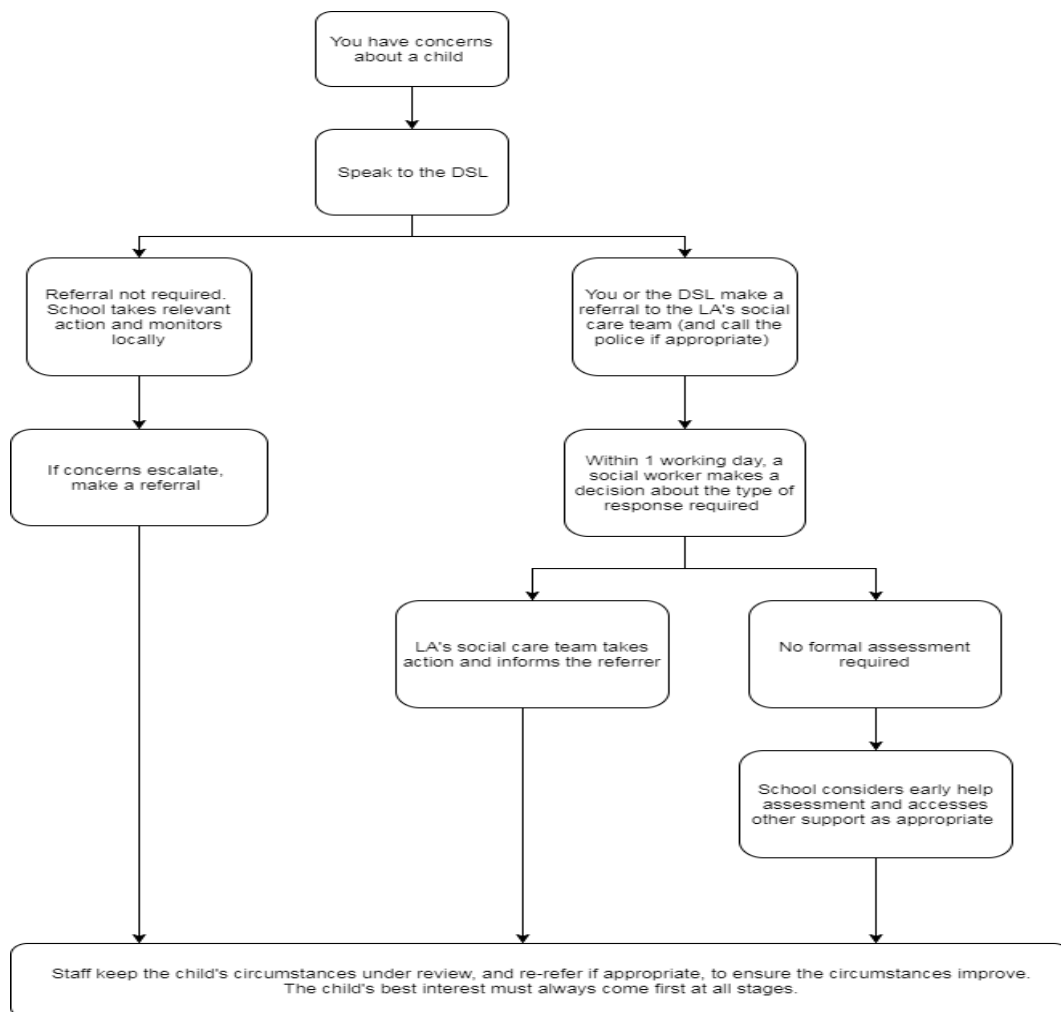 You have concerns
about a child
Speak to the DSL
Referral not required.
School takes relevant
action and monitors
locally
You or the DSL make a
referral to the LA's social
care team (and call the
police if appropriate)
If concerns escalate,
make a referral
Within 1 working day, a
social worker makes a
decision about the type of
response required
LA's social care team takes
action and informs the referrer
No formal assessment
required
School considers early help
assessment and accesses
other support as appropriate
Staff keep the child's circumstances under review, and re-refer if appropriate, to ensure the circumstances improve.
The child's best interest must always come first at all stages.